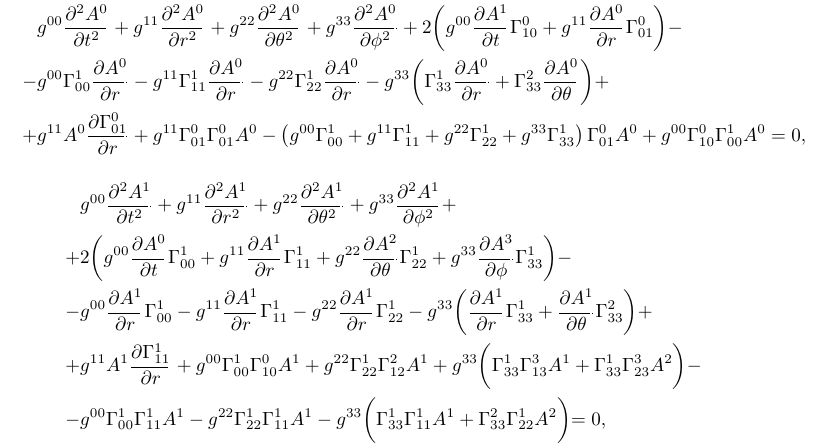 $g^{00}\frac{\partial^2 A^0}{\partial t^2} + g^{11}\frac{\partial^2 A^0}{\partial r^2} + g^{22}\frac{\partial^2 A^0}{\partial \theta^2} + g^{33}\frac{\partial^2 A^0}{\partial \phi^2} + 2\left(g^{00}\frac{\partial A^1}{\partial t}\Gamma^0_{10} + g^{11}\frac{\partial A^0}{\partial r}\Gamma^0_{01}\right)-$
$-g^{00}\Gamma^1_{00}\frac{\partial A^0}{\partial r} - g^{11}\Gamma^1_{11}\frac{\partial A^0}{\partial r} - g^{22}\Gamma^1_{22}\frac{\partial A^0}{\partial r} - g^{33}\left(\Gamma^1_{33}\frac{\partial A^0}{\partial r} + \Gamma^2_{33}\frac{\partial A^0}{\partial \theta}\right)+$
$+g^{11}A^0\frac{\partial \Gamma^0_{01}}{\partial r} + g^{11}\Gamma^0_{01}\Gamma^0_{01}A^0 - \left(g^{00}\Gamma^1_{00} + g^{11}\Gamma^1_{11} + g^{22}\Gamma^1_{22} + g^{33}\Gamma^1_{33}\right)\Gamma^0_{01}A^0 + g^{00}\Gamma^0_{10}\Gamma^1_{00}A^0 = 0,$
$g^{00}\frac{\partial^2 A^1}{\partial t^2} + g^{11}\frac{\partial^2 A^1}{\partial r^2} + g^{22}\frac{\partial^2 A^1}{\partial \theta^2} + g^{33}\frac{\partial^2 A^1}{\partial \phi^2}+$
$+2\left(g^{00}\frac{\partial A^0}{\partial t}\Gamma^1_{00} + g^{11}\frac{\partial A^1}{\partial r}\Gamma^1_{11} + g^{22}\frac{\partial A^2}{\partial \theta}\Gamma^1_{22} + g^{33}\frac{\partial A^3}{\partial \phi}\Gamma^1_{33}\right)-$
$-g^{00}\frac{\partial A^1}{\partial r}\Gamma^1_{00} - g^{11}\frac{\partial A^1}{\partial r}\Gamma^1_{11} - g^{22}\frac{\partial A^1}{\partial r}\Gamma^1_{22} - g^{33}\left(\frac{\partial A^1}{\partial r}\Gamma^1_{33} + \frac{\partial A^1}{\partial \theta}\Gamma^2_{33}\right)+$
$+g^{11}A^1\frac{\partial \Gamma^1_{11}}{\partial r} + g^{00}\Gamma^1_{00}\Gamma^0_{10}A^1 + g^{22}\Gamma^1_{22}\Gamma^2_{12}A^1 + g^{33}\left(\Gamma^1_{33}\Gamma^3_{13}A^1 + \Gamma^1_{33}\Gamma^3_{23}A^2\right)-$
$-g^{00}\Gamma^1_{00}\Gamma^1_{11}A^1 - g^{22}\Gamma^1_{22}\Gamma^1_{11}A^1 - g^{33}\left(\Gamma^1_{33}\Gamma^1_{11}A^1 + \Gamma^2_{33}\Gamma^1_{22}A^2\right)=0,$